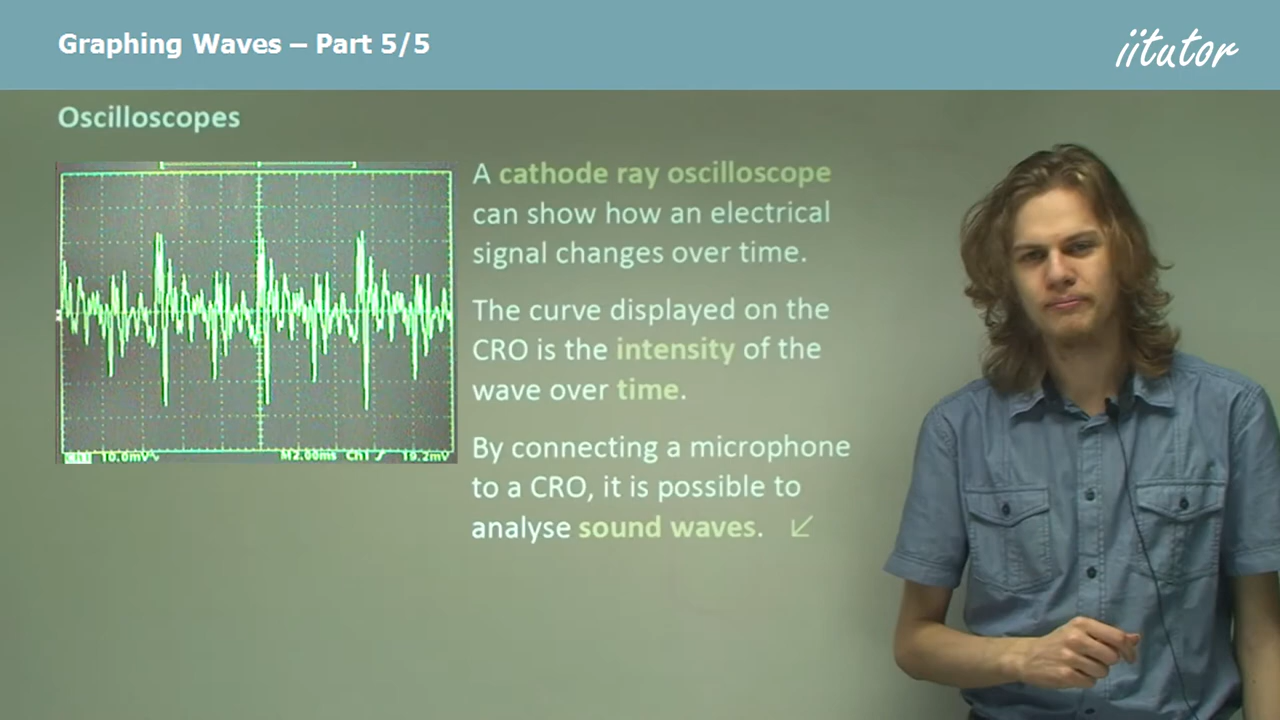 Graphing Waves – Part 5/5
iitutor
Oscilloscopes
A cathode ray oscilloscope
can show how an electrical
signal changes over time.
The curve displayed on the
CRO is the intensity of the
wave over time.
By connecting a microphone
to a CRO, it is possible to
analyse sound waves. ↙
10.0mV M2.00ms Ch1 19.2mV